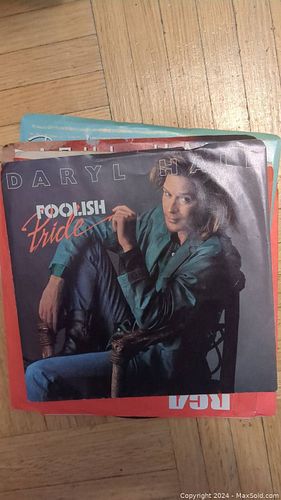 DARYL HALL
FOOLISH
Pride
RCA
Copyright 2024 - MaxSold.com